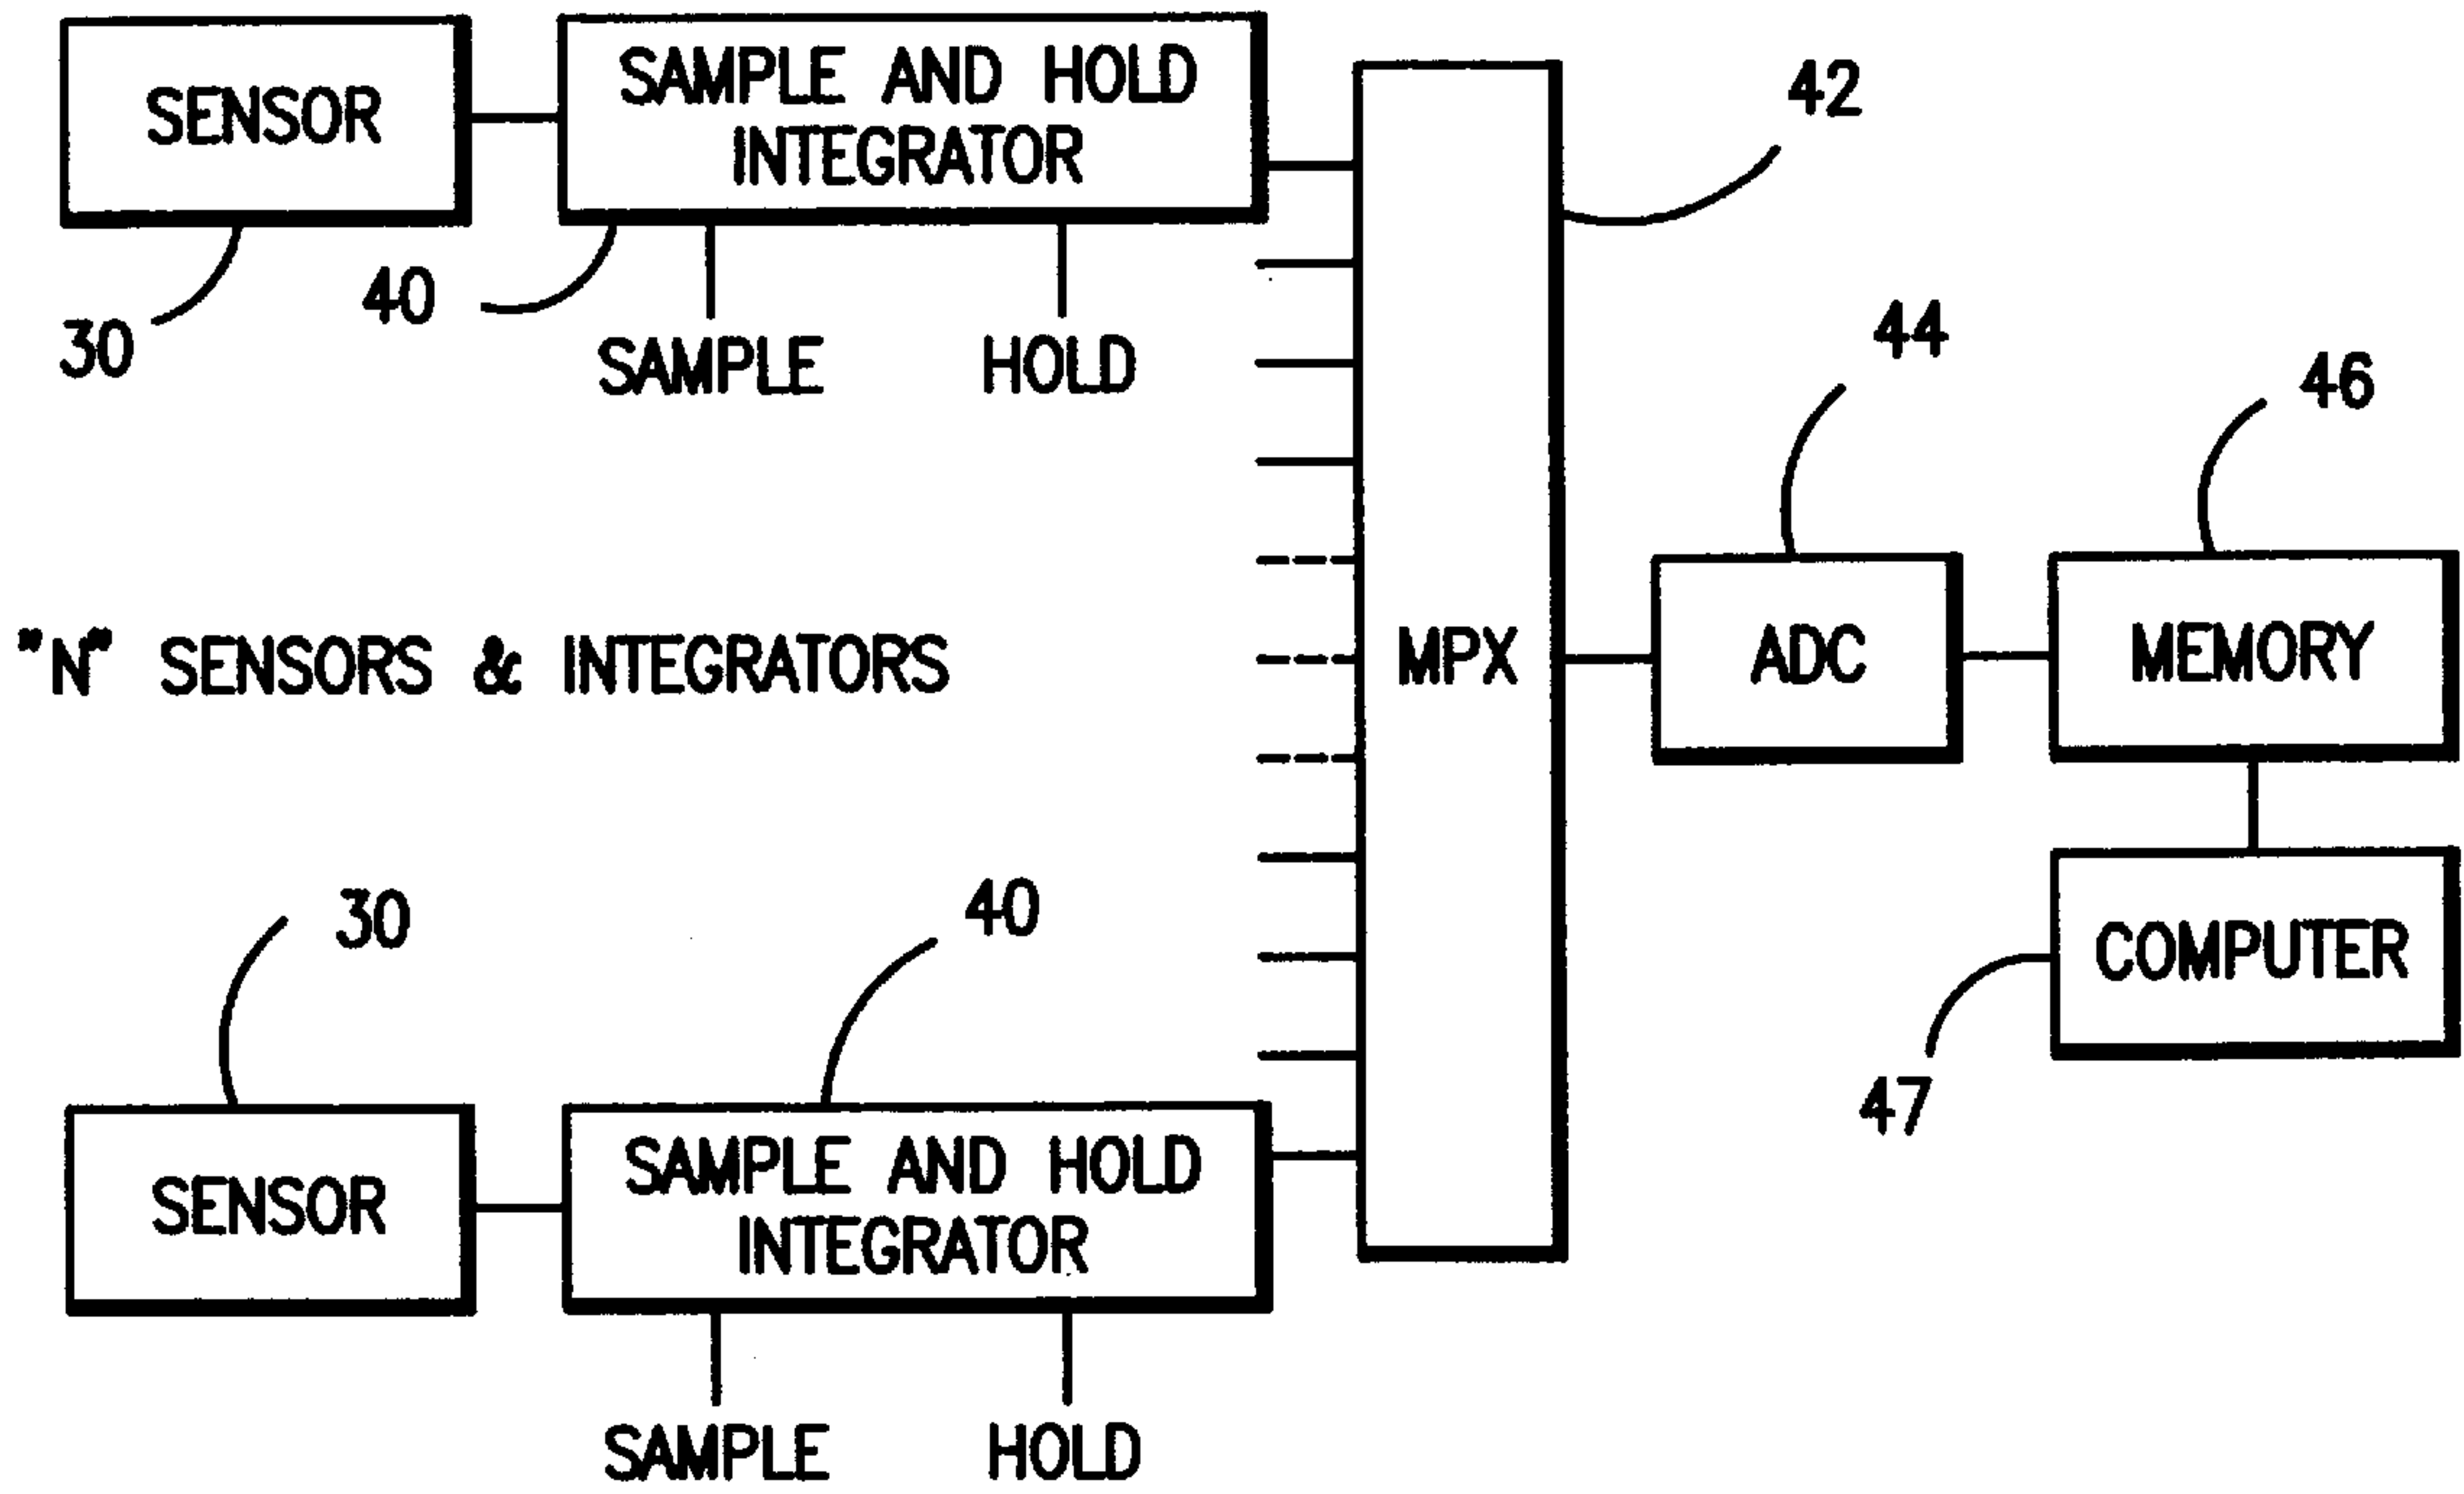 SENSOR
SAMPLE AND HOLD
INTEGRATOR
42
30
40
SAMPLE
HOLD
44
46
"N" SENSORS & INTEGRATORS
MPX
ADC
MEMORY
30
40
COMPUTER
47
SENSOR
SAMPLE AND HOLD
INTEGRATOR
SAMPLE
HOLD